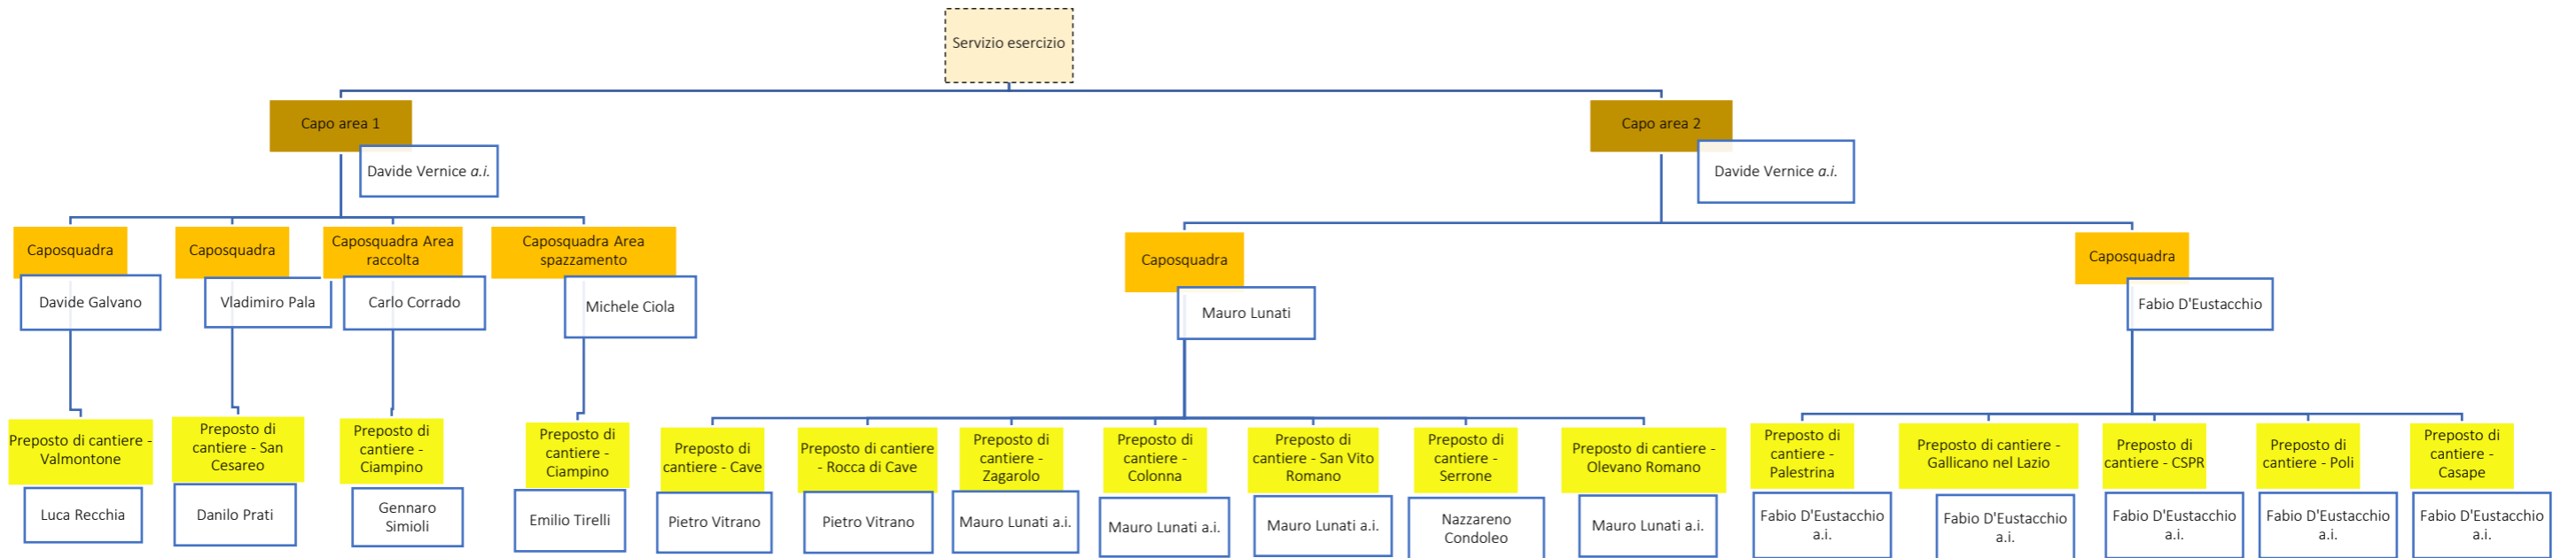 Servizio esercizio
Capo area 1
Davide Vernice a.i.
Capo area 2
Davide Vernice a.i.
Caposquadra
Davide Galvano
Caposquadra
Vladimiro Pala
Caposquadra Area
raccolta
Carlo Corrado
Caposquadra Area
spazzamento
Michele Ciola
Caposquadra
Mauro Lunati
Caposquadra
Fabio D'Eustacchio
Preposto di cantiere -
Valmontone
Luca Recchia
Preposto di
cantiere - San
Cesareo
Danilo Prati
Preposto di
cantiere -
Ciampino
Gennaro
Simioli
Preposto di
cantiere -
Ciampino
Emilio Tirelli
Preposto di
cantiere - Cave
Pietro Vitrano
Preposto di cantiere
- Rocca di Cave
Pietro Vitrano
Preposto di
cantiere -
Zagarolo
Mauro Lunati a.i.
Preposto di
cantiere -
Colonna
Mauro Lunati a.i.
Preposto di
cantiere - San Vito
Romano
Mauro Lunati a.i.
Preposto di
cantiere -
Serrone
Nazzareno
Condoleo
Preposto di cantiere -
Olevano Romano
Mauro Lunati a.i.
Preposto di
cantiere -
Palestrina
Fabio D'Eustacchio
a.i.
Preposto di cantiere -
Gallicano nel Lazio
Fabio D'Eustacchio
a.i.
Preposto di
cantiere - CSPR
Fabio D'Eustacchio
a.i.
Preposto di
cantiere - Poli
Fabio D'Eustacchio
a.i.
Preposto di
cantiere -
Casape
Fabio D'Eustacchio
a.i.